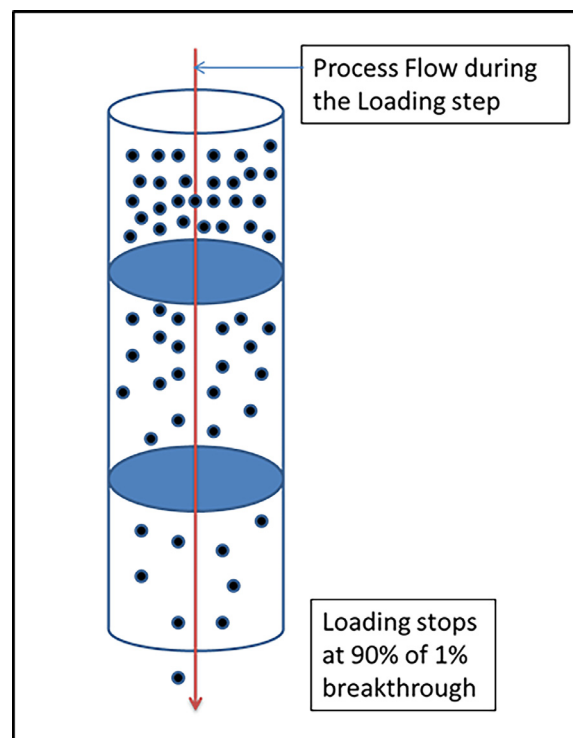 Process Flow during
the Loading step
Loading stops
at 90% of 1%
breakthrough